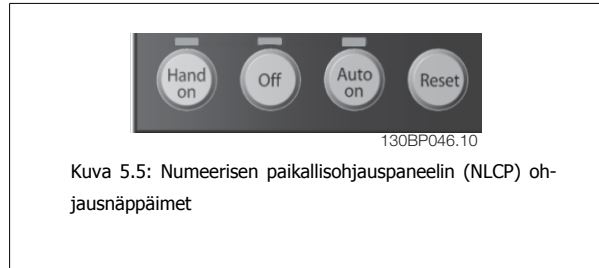 Hand
on
Off
Auto
on
Reset
130BP046.10
Kuva 5.5: Numeerisen paikallisohjauspaneelin (NLCP) oh-
jausnäppäimet